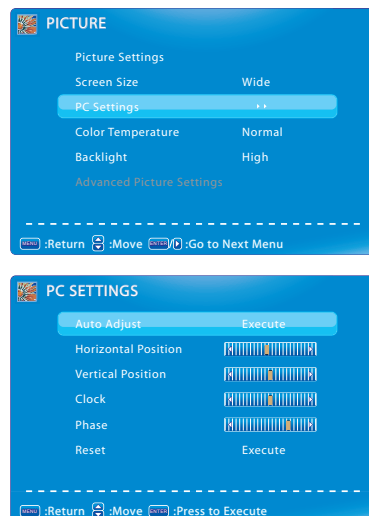 PICTURE
Picture Settings
Screen Size Wide
PC Settings
Color Temperature Normal
Backlight High
Advanced Picture Settings
MENU :Return :Move ENTER/ :Go to Next Menu
PC SETTINGS
Auto Adjust Execute
Horizontal Position
Vertical Position
Clock
Phase
Reset Execute
MENU :Return :Move ENTER :Press to Execute